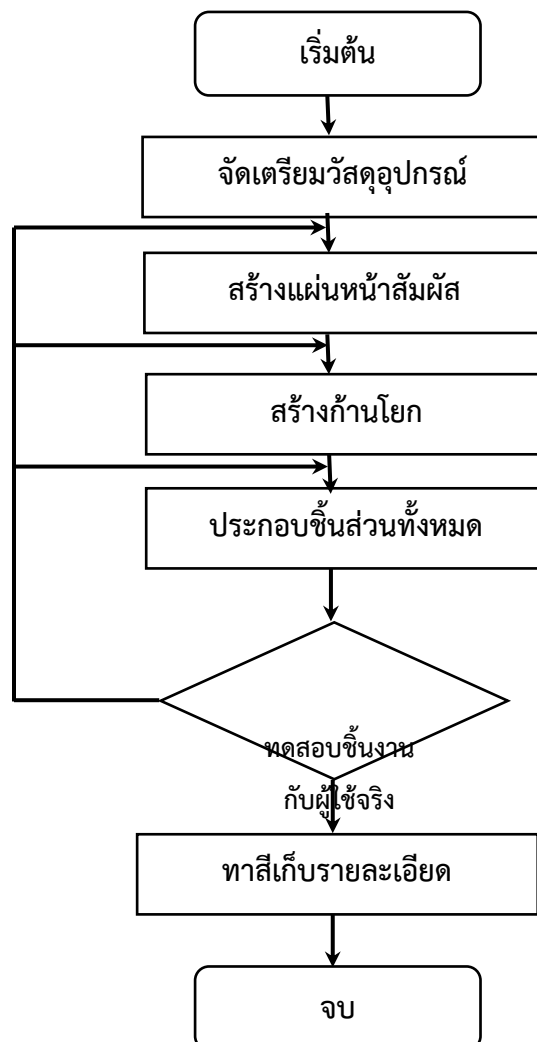 เริ่มต้น
จัดเตรียมวัสดุอุปกรณ์
สร้างแผ่นหน้าสัมผัส
สร้างก้านโยก
ประกอบชิ้นส่วนทั้งหมด
ทดสอบชิ้นงาน
กับผู้ใช้จริง
ทาสีเก็บรายละเอียด
จบ